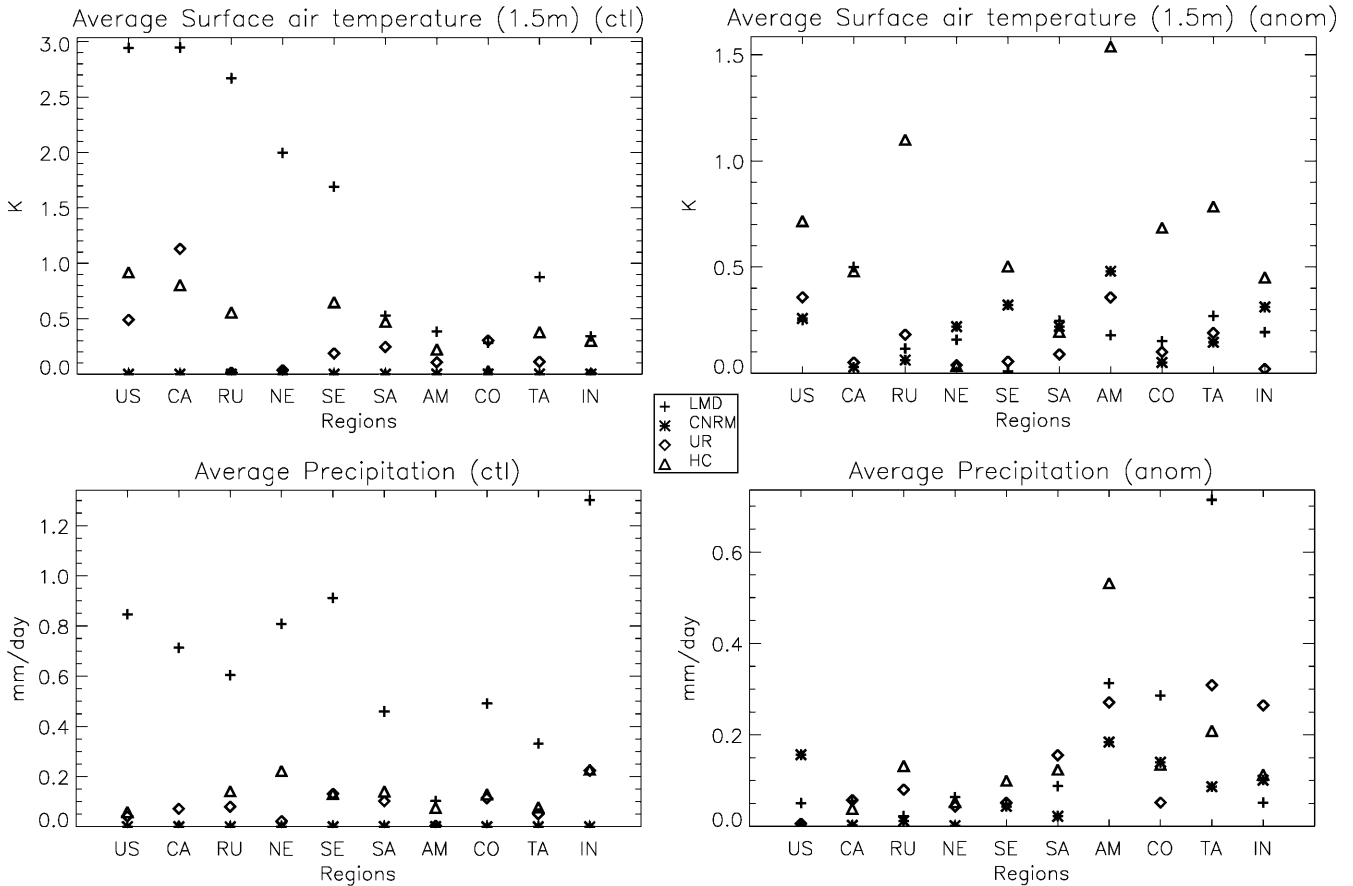 Average Surface air temperature (1.5m) (ctl)
3.0
2.5
2.0
1.5
1.0
0.5
0.0
K
US CA RU NE SE SA AM CO TA IN
Regions
Average Surface air temperature (1.5m) (anom)
1.5
1.0
0.5
0.0
K
US CA RU NE SE SA AM CO TA IN
Regions
LMD
CNRM
UR
HC
Average Precipitation (ctl)
1.2
1.0
0.8
0.6
0.4
0.2
0.0
mm/day
US CA RU NE SE SA AM CO TA IN
Regions
Average Precipitation (anom)
0.6
0.4
0.2
0.0
mm/day
US CA RU NE SE SA AM CO TA IN
Regions